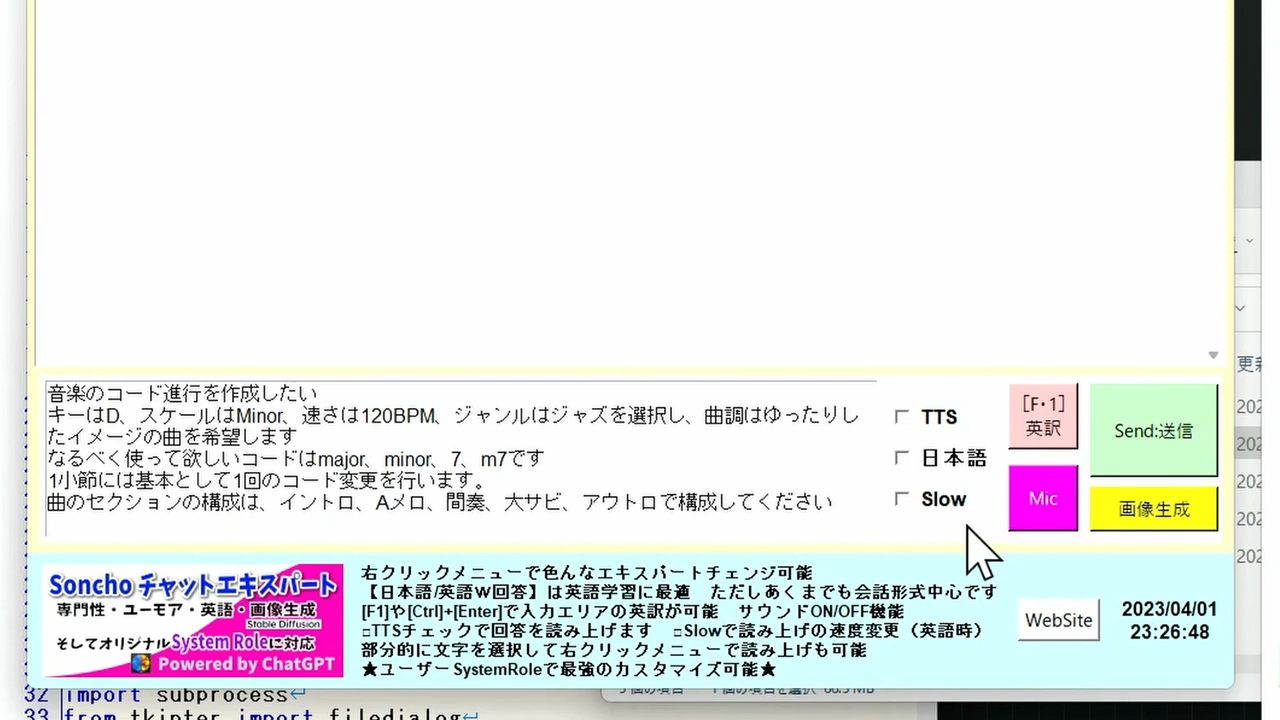 更新
音楽のコード進行を作成したい
キーはD、スケールはMinor、速さは120BPM、ジャンルはジャズを選択し、曲調はゆったりし
たイメージの曲を希望します
なるべく使って欲しいコードはmajor、minor、7、m7です
1小節には基本として1回のコード変更を行います。
曲のセクションの構成は、イントロ、Aメロ、間奏、大サビ、アウトロで構成してください
TTS
日本語
Slow
[F・1]
英訳
Mic
Send:送信
画像生成
202
202
202
202
202
Soncho チャットエキスパート
専門性・ユーモア・英語・画像生成
Stable Diffusion
そしてオリジナルSystem Roleに対応
Powered by ChatGPT
右クリックメニューで色んなエキスパートチェンジ可能
【日本語/英語W回答】は英語学習に最適　ただしあくまでも会話形式中心です
[F1]や[Ctrl]+[Enter]で入力エリアの英訳が可能　サウンドON/OFF機能
□TTSチェックで回答を読み上げます　□Slowで読み上げの速度変更（英語時）
部分的に文字を選択して右クリックメニューで読み上げも可能
★ユーザーSystemRoleで最強のカスタマイズ可能★
WebSite
2023/04/01
23:26:48
32 import subprocess
33 from tkinter import filedialog